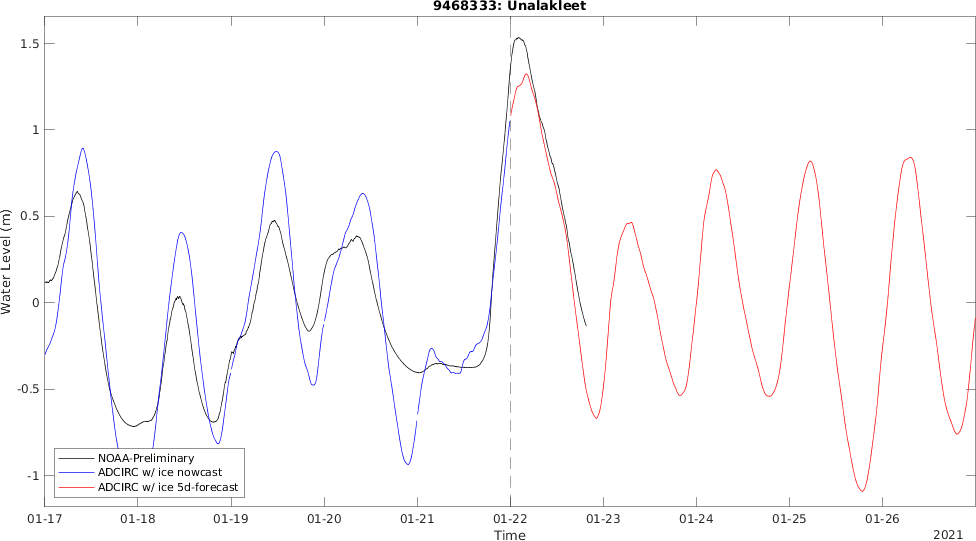 9468333: Unalakleet
Water Level (m)
1.5
1
0.5
0
-0.5
-1
NOAA-Preliminary
ADCIRC w/ ice nowcast
ADCIRC w/ ice 5d-forecast
01-17 01-18 01-19 01-20 01-21 01-22 01-23 01-24 01-25 01-26
Time
2021